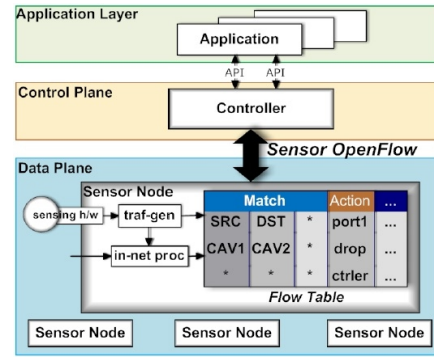 Application Layer
Application
API API
Control Plane
Controller
Sensor OpenFlow
Data Plane
Sensor Node
sensing h/w
traf-gen
in-net proc
Match Action ...
SRC DST * port1 ...
CAV1 CAV2 * drop ...
* * * ctrler ...
Flow Table
Sensor Node Sensor Node Sensor Node